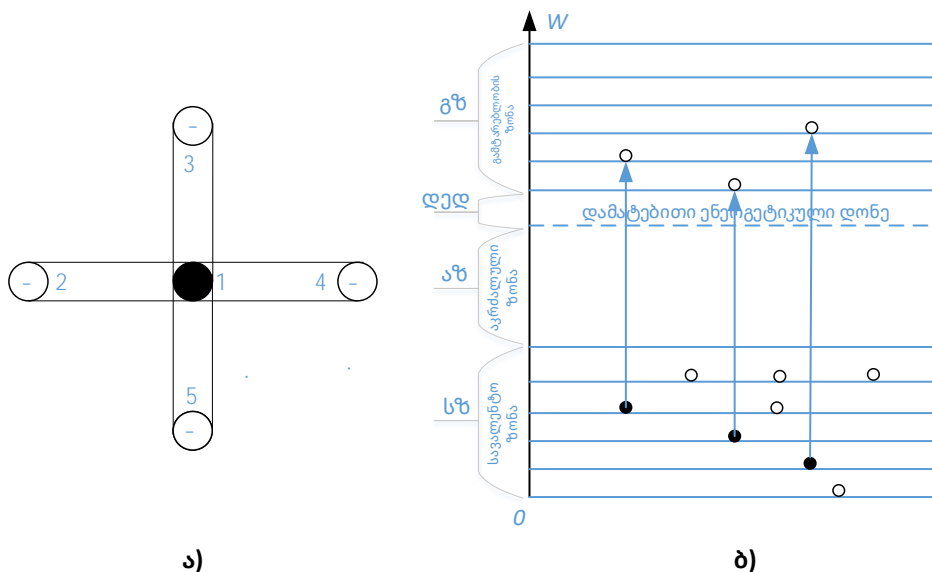 -
3
- 2
1
4 -
5
-
ა)
W
გზ
გამტარებლობის
ზონა
დედ
დამატებითი ენერგეტიკული დონე
აზ
აკრძალული
ზონა
სზ
სავალენტო
ზონა
0
ბ)